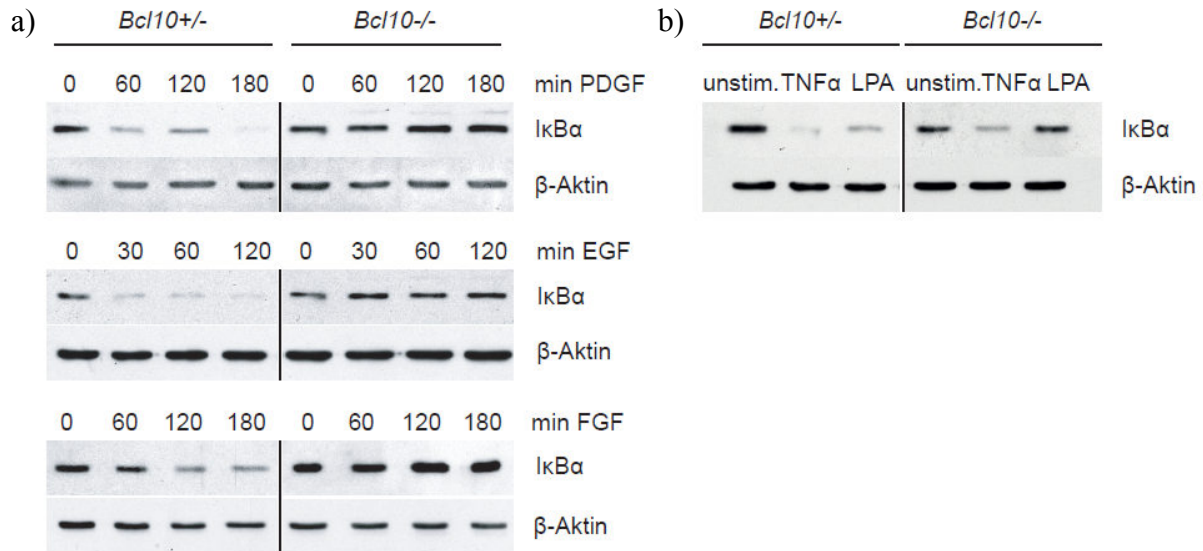 a) Bcl10+/- Bcl10-/-
0 60 120 180 0 60 120 180 min PDGF
IκBα
β-Aktin
0 30 60 120 0 30 60 120 min EGF
IκBα
β-Aktin
0 60 120 180 0 60 120 180 min FGF
IκBα
β-Aktin
b) Bcl10+/- Bcl10-/-
unstim. TNFα LPA unstim. TNFα LPA
IκBα
β-Aktin